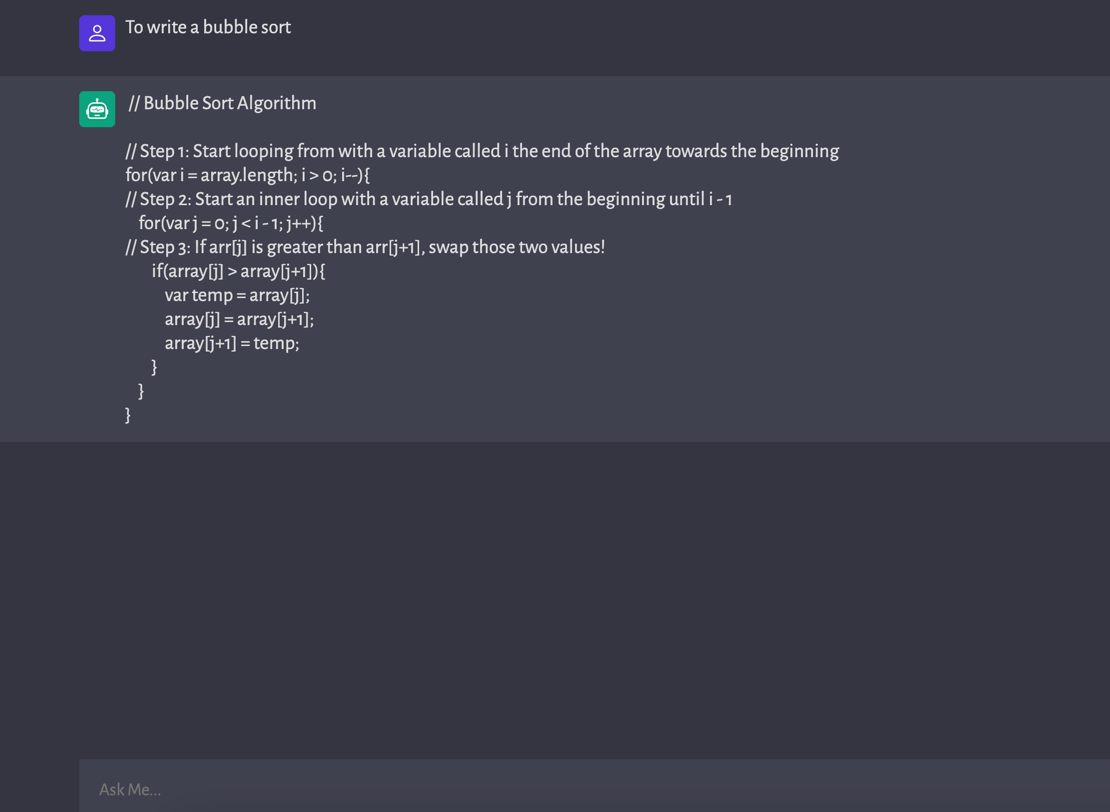 To write a bubble sort
// Bubble Sort Algorithm
// Step 1: Start looping from with a variable called i the end of the array towards the beginning
for(var i = array.length; i > 0; i--){
// Step 2: Start an inner loop with a variable called j from the beginning until i - 1
for(var j = 0; j < i - 1; j++){
// Step 3: If arr[j] is greater than arr[j+1], swap those two values!
if(array[j] > array[j+1]){
var temp = array[j];
array[j] = array[j+1];
array[j+1] = temp;
}
}
}
Ask Me...